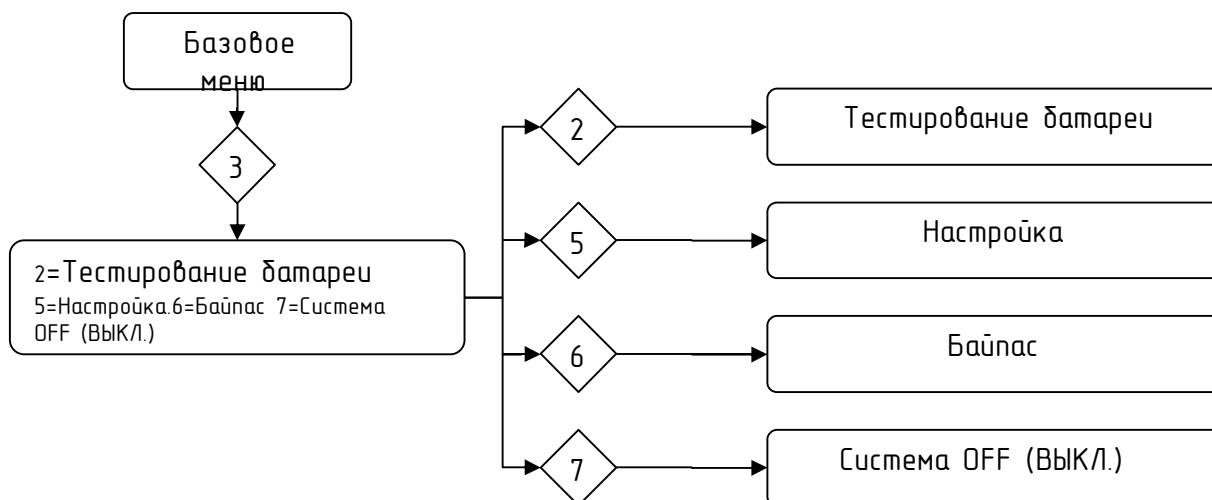 Базовое
меню
3
2=Тестирование батареи
5=Настройка.6=Байпас 7=Система
OFF (ВЫКЛ.)
2
Тестирование батареи
5
Настройка
6
Байпас
7
Система OFF (ВЫКЛ.)